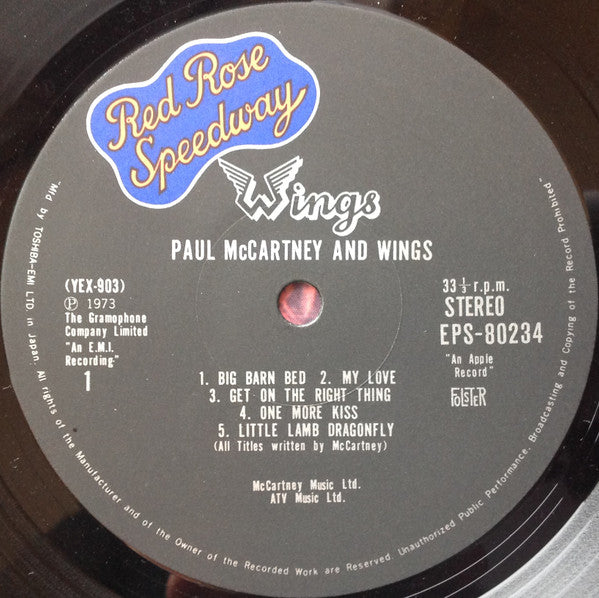 Red Rose
Speedway
Wings
PAUL McCARTNEY AND WINGS
(YEX-903)
Ⓟ 1973
The Gramophone
Company Limited
"An E.M.I.
Recording"
1
33⅓ r.p.m.
STEREO
EPS-80234
"An Apple
Record"
FOLSTER
1. BIG BARN BED 2. MY LOVE
3. GET ON THE RIGHT THING
4. ONE MORE KISS
5. LITTLE LAMB DRAGONFLY
(All Titles written by McCartney)
McCartney Music Ltd.
ATV Music Ltd.
"Mfd by TOSHIBA-EMI LTD. in Japan. All rights of the Manufacturer and of the Owner of the Recorded Work are Reserved. Unauthorized Public Performance, Broadcasting and Copying of the Record Prohibited"